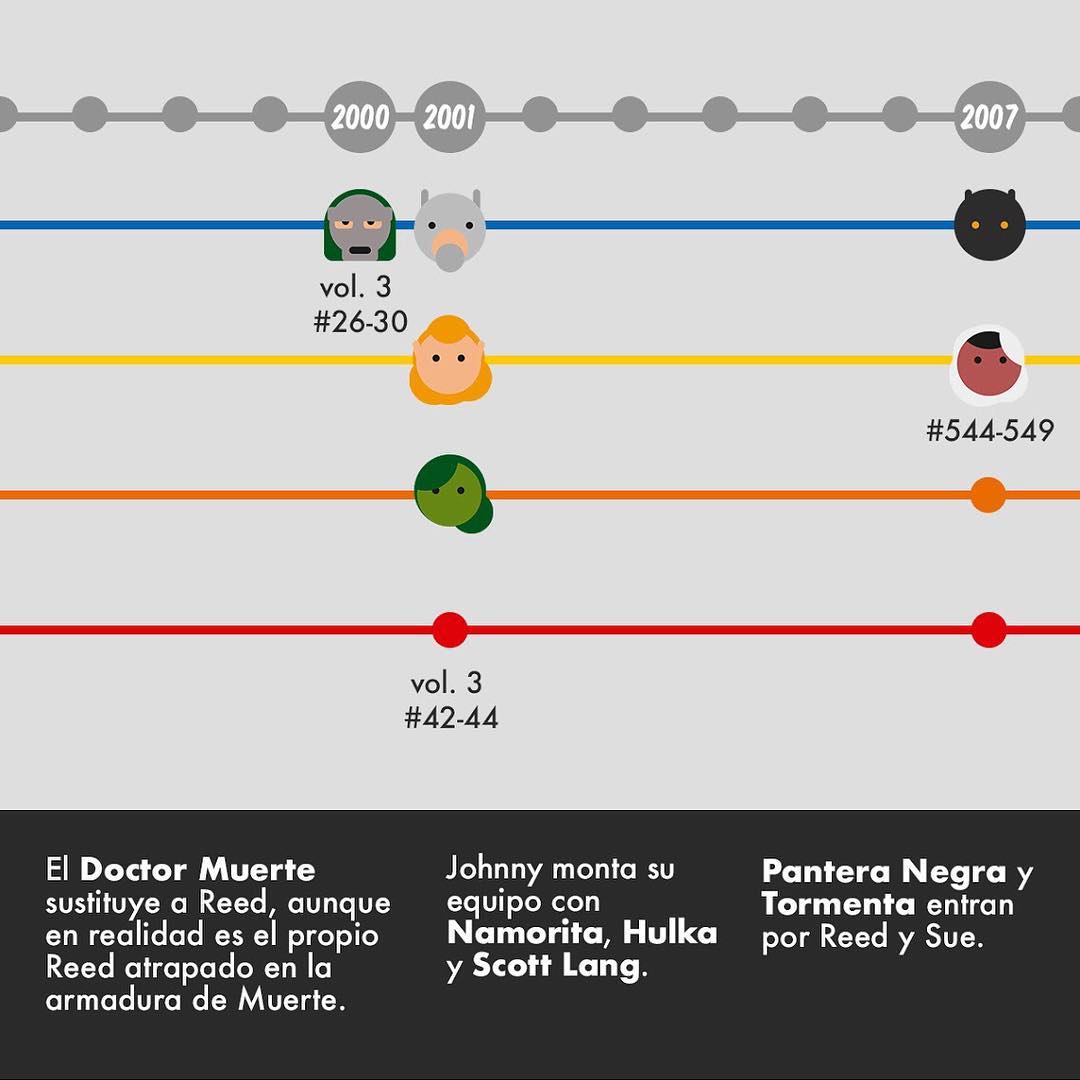 2000
2001
2007
vol. 3
#26-30
#544-549
vol. 3
#42-44
El Doctor Muerte
sustituye a Reed, aunque
en realidad es el propio
Reed atrapado en la
armadura de Muerte.
Johnny monta su
equipo con
Namorita, Hulka
y Scott Lang.
Pantera Negra y
Tormenta entran
por Reed y Sue.